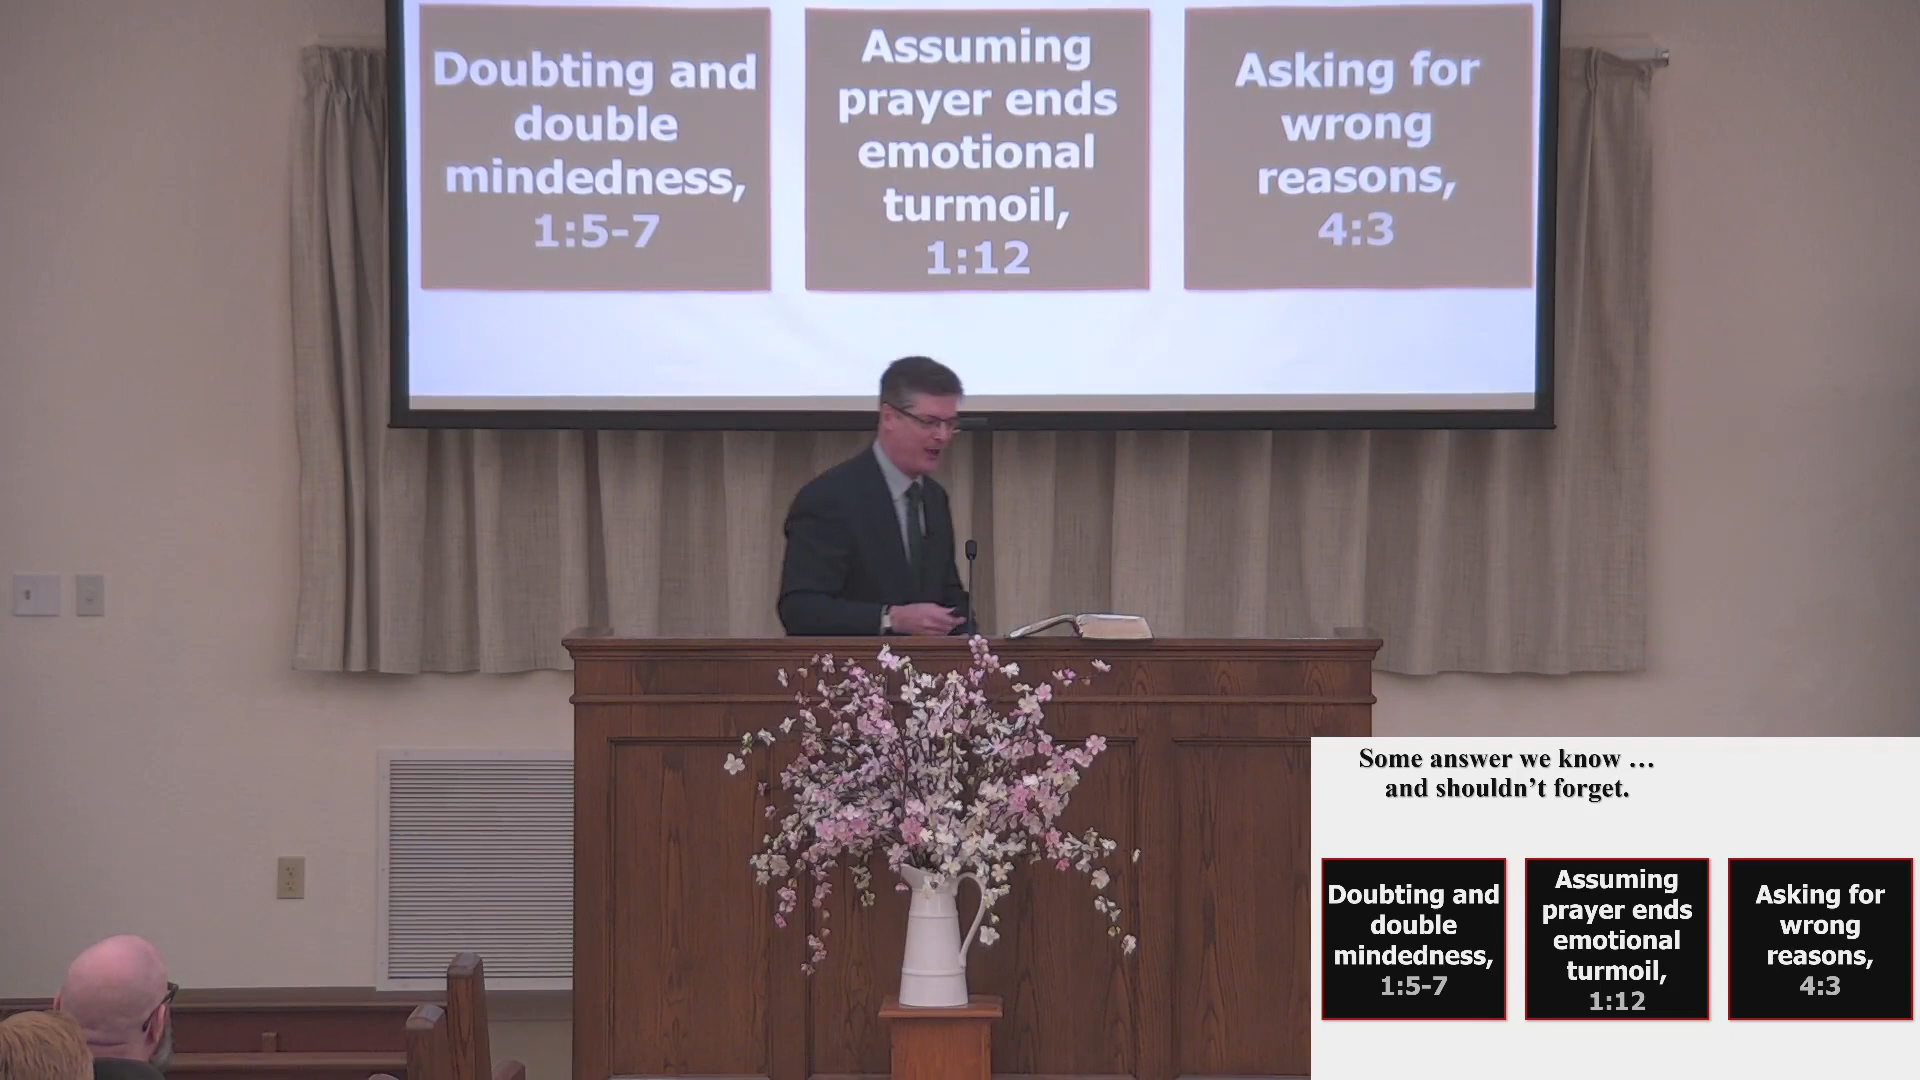 Doubting and
double
mindedness,
1:5-7
Assuming
prayer ends
emotional
turmoil,
1:12
Asking for
wrong
reasons,
4:3
Some answer we know …
and shouldn’t forget.
Doubting and
double
mindedness,
1:5-7
Assuming
prayer ends
emotional
turmoil,
1:12
Asking for
wrong
reasons,
4:3